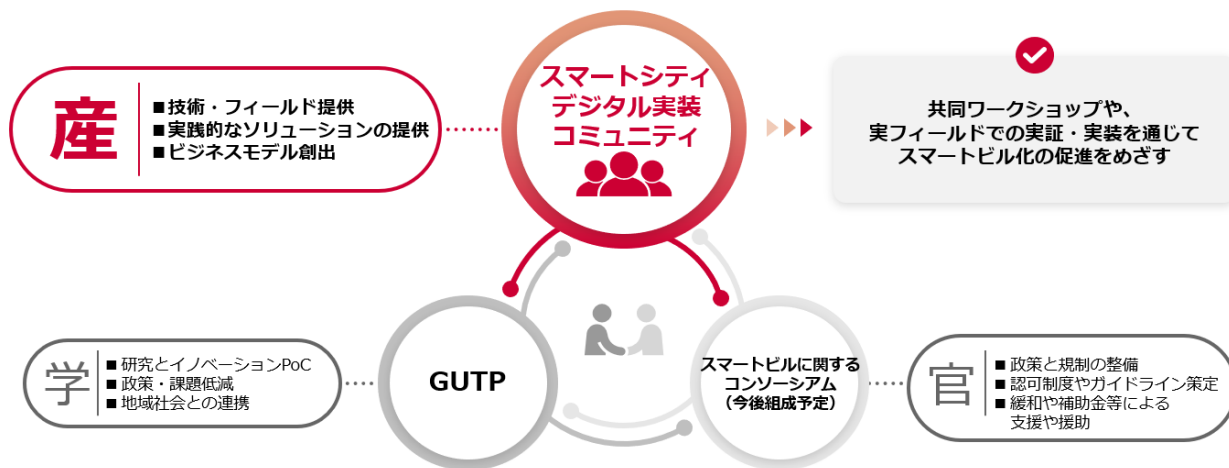 産
■技術・フィールド提供
■実践的なソリューションの提供
■ビジネスモデル創出
スマートシティ
デジタル実装
コミュニティ
共同ワークショップや、
実フィールドでの実証・実装を通じて
スマートビル化の促進をめざす
学
■ 研究とイノベーションPoC
■ 政策・課題低減
■ 地域社会との連携
GUTP
スマートビルに関する
コンソーシアム
（今後組成予定）
官
■ 政策と規制の整備
■ 認可制度やガイドライン策定
■ 緩和や補助金等による
支援や援助